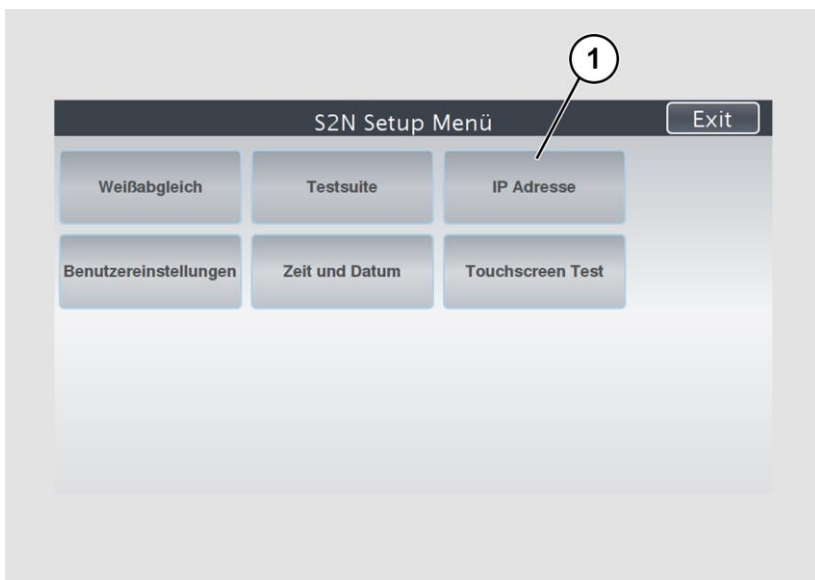 1
S2N Setup Menü
Exit
Weißabgleich
Testsuite
IP Adresse
Benutzereinstellungen
Zeit und Datum
Touchscreen Test